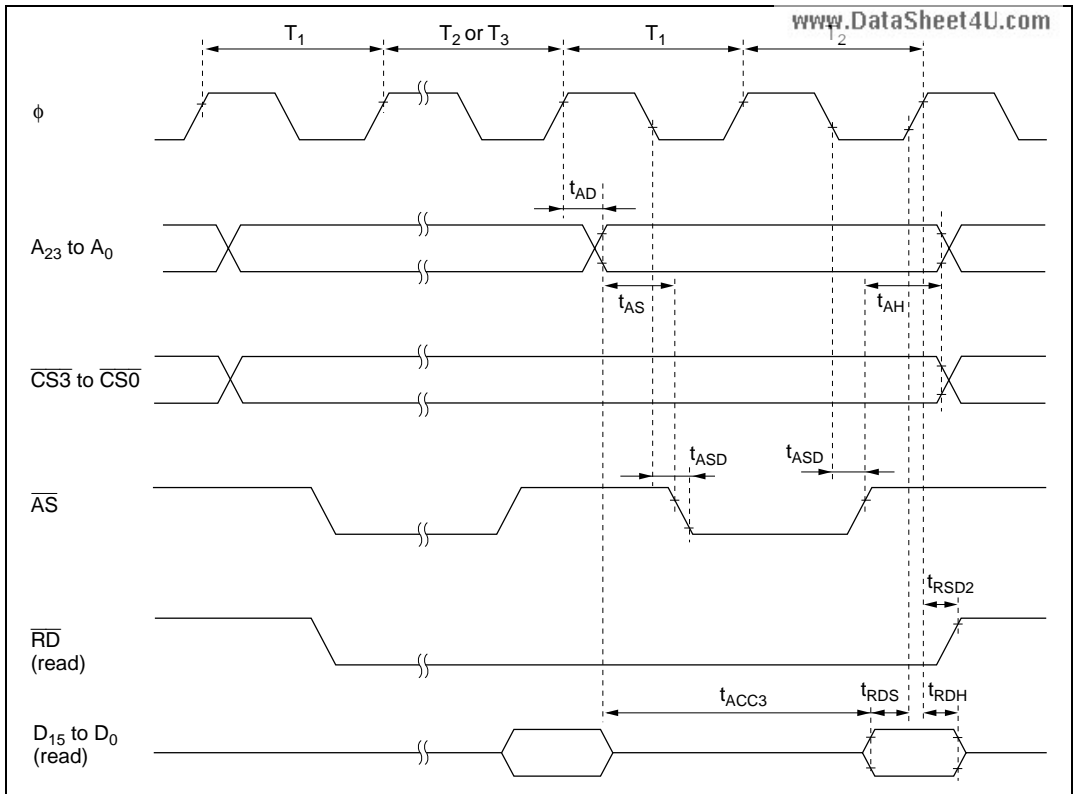 www.DataSheet4U.com
T1 T2 or T3 T1 T2
ϕ
tAD
A23 to A0
tAS tAH
CS3 to CS0
tASD tASD
AS
tRSD2
RD
(read)
tACC3 tRDS tRDH
D15 to D0
(read)